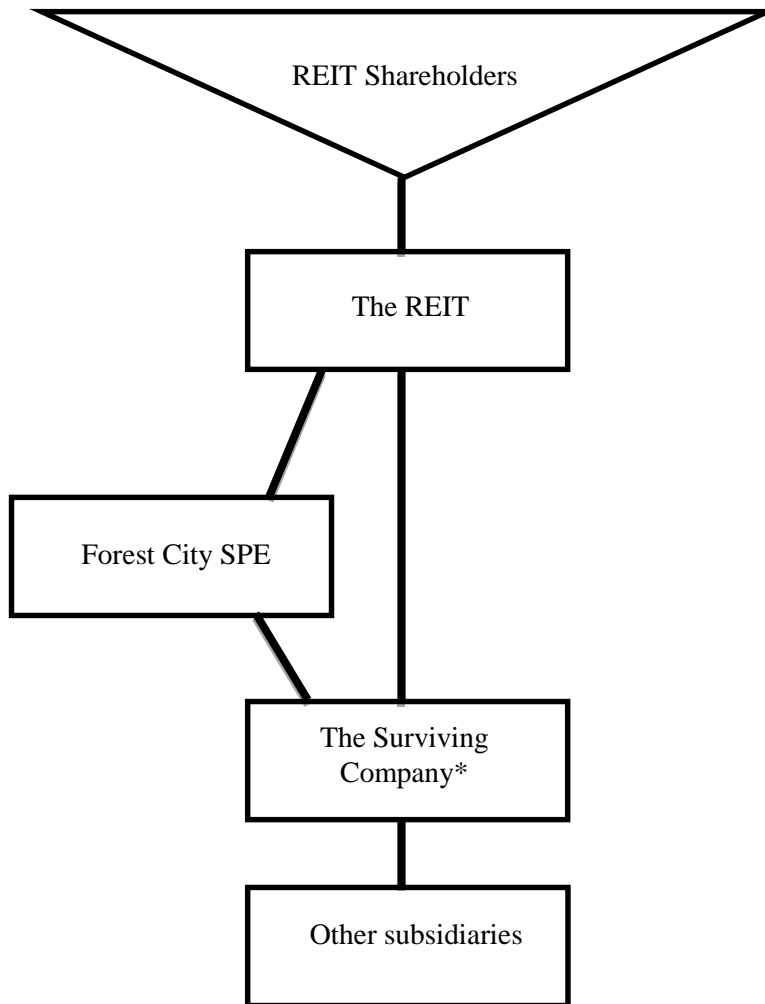 REIT Shareholders
The REIT
Forest City SPE
The Surviving
Company*
Other subsidiaries